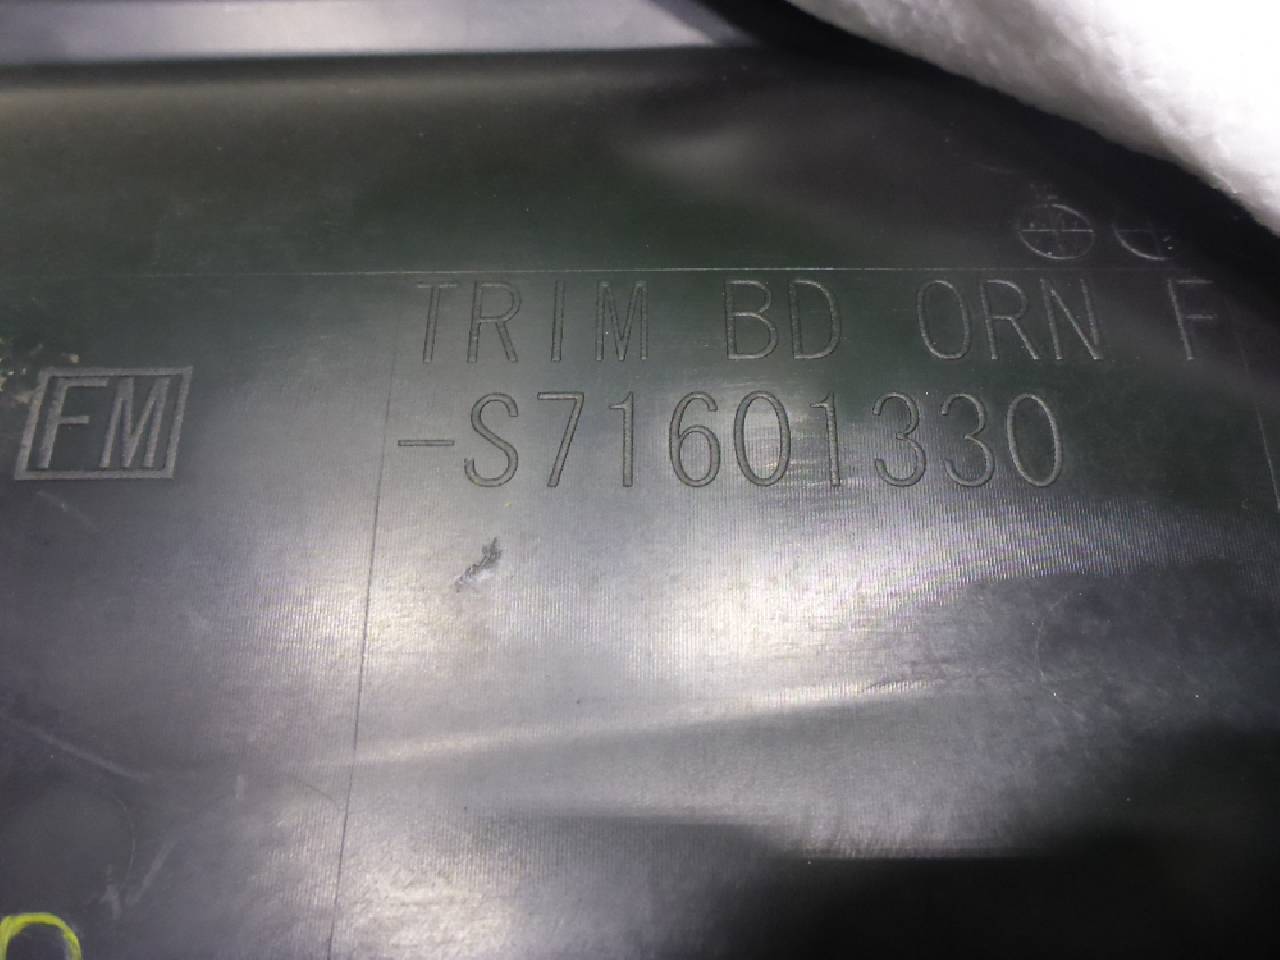 TRIM BD ORN F
FM
-S71601330